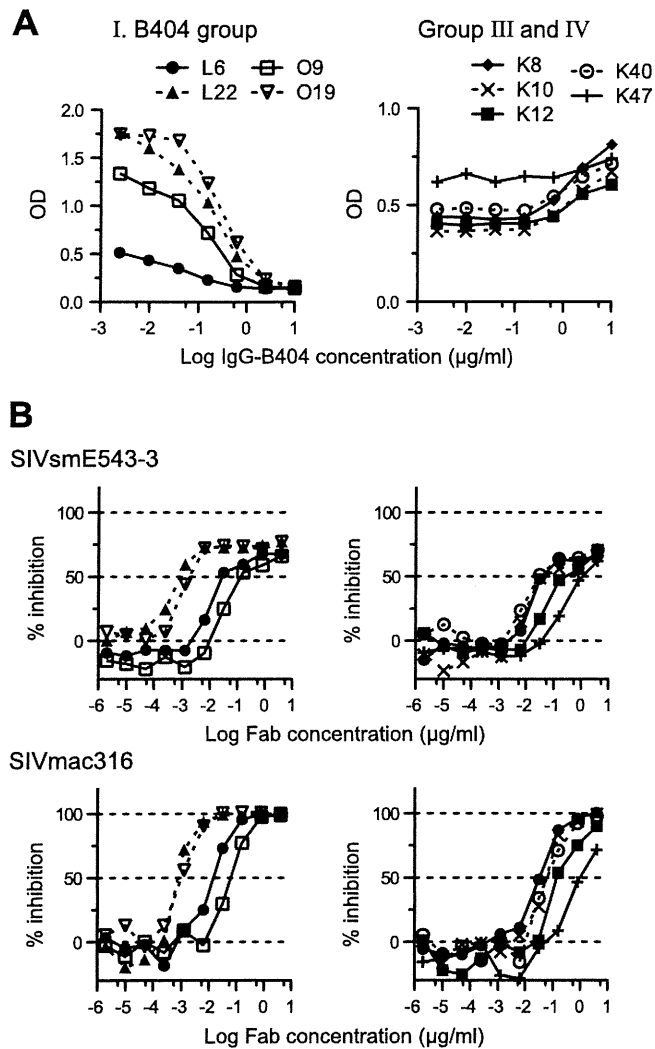 A
I. B404 group
Group III and IV
L6
O9
L22
O19
K8
K40
K10
K47
K12
2.0
1.5
1.0
0.5
0.0
OD
-3 -2 -1 0 1
1.0
0.5
0.0
OD
-3 -2 -1 0 1
Log IgG-B404 concentration (μg/ml)
B
SIVsmE543-3
100
50
0
% inhibition
-6 -5 -4 -3 -2 -1 0 1
100
50
0
% inhibition
-6 -5 -4 -3 -2 -1 0 1
Log Fab concentration (μg/ml)
SIVmac316
100
50
0
% inhibition
-6 -5 -4 -3 -2 -1 0 1
100
50
0
% inhibition
-6 -5 -4 -3 -2 -1 0 1
Log Fab concentration (μg/ml)